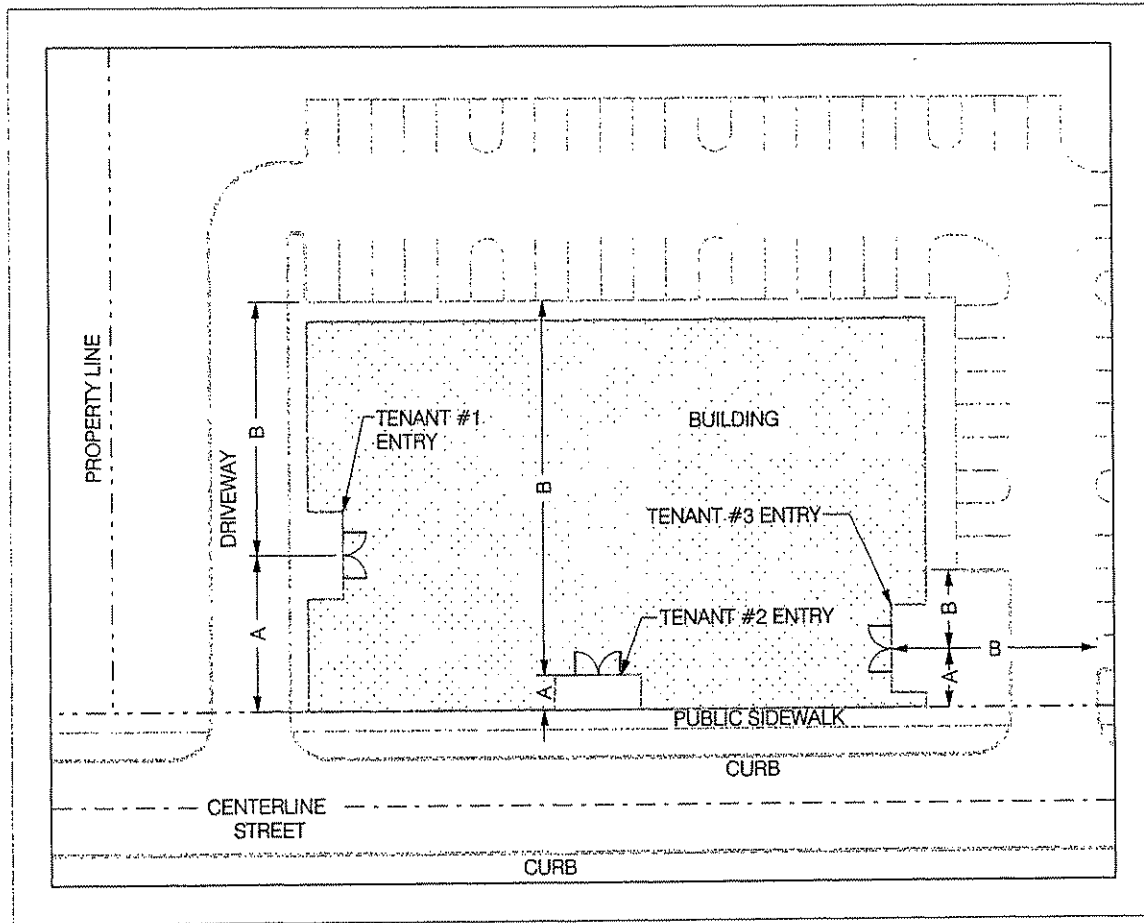 PROPERTY LINE
DRIVEWAY
B
A
TENANT #1
ENTRY
B
A
BUILDING
TENANT #3 ENTRY
TENANT #2 ENTRY
B
B
A
PUBLIC SIDEWALK
CURB
CENTERLINE
STREET
CURB